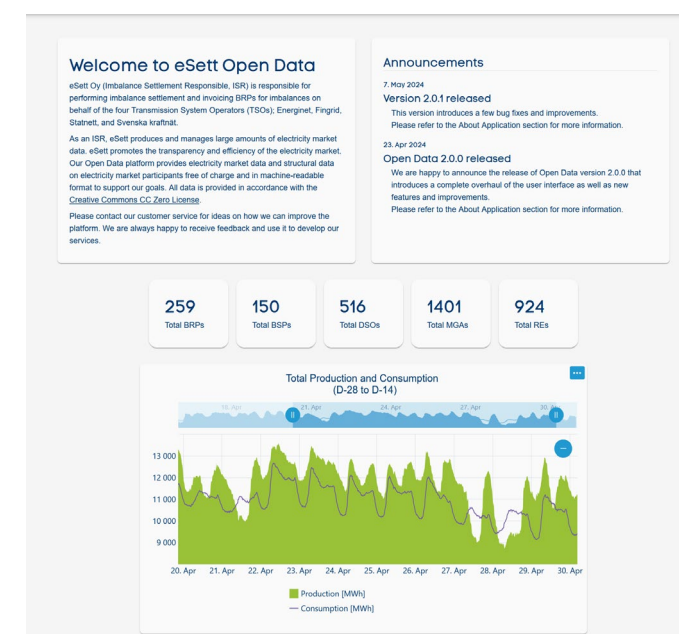 Welcome to eSett Open Data
eSett Oy (Imbalance Settlement Responsible, ISR) is responsible for
performing imbalance settlement and invoicing BRPs for imbalances on
behalf of the four Transmission System Operators (TSOs); Energinet, Fingrid,
Statnett, and Svenska kraftnät.
As an ISR, eSett produces and manages large amounts of electricity market
data. eSett promotes the transparency and efficiency of the electricity market.
Our Open Data platform provides electricity market data and structural data
on electricity market participants free of charge and in machine-readable
format to support our goals. All data is provided in accordance with the
Creative Commons CC Zero License.
Please contact our customer service for ideas on how we can improve the
platform. We are always happy to receive feedback and use it to develop our
services.
Announcements
7. May 2024
Version 2.0.1 released
This version introduces a few bug fixes and improvements.
Please refer to the About Application section for more information.
23. Apr 2024
Open Data 2.0.0 released
We are happy to announce the release of Open Data version 2.0.0 that
introduces a complete overhaul of the user interface as well as new
features and improvements.
Please refer to the About Application section for more information.
259
Total BRPs
150
Total BSPs
516
Total DSOs
1401
Total MGAs
924
Total REs
Total Production and Consumption
(D-28 to D-14)
21. Apr 24. Apr 27. Apr
13 000
12 000
11 000
10 000
9 000
20. Apr 21. Apr 22. Apr 23. Apr 24. Apr 25. Apr 26. Apr 27. Apr 28. Apr 29. Apr 30. Apr
Production [MWh]
Consumption [MWh]